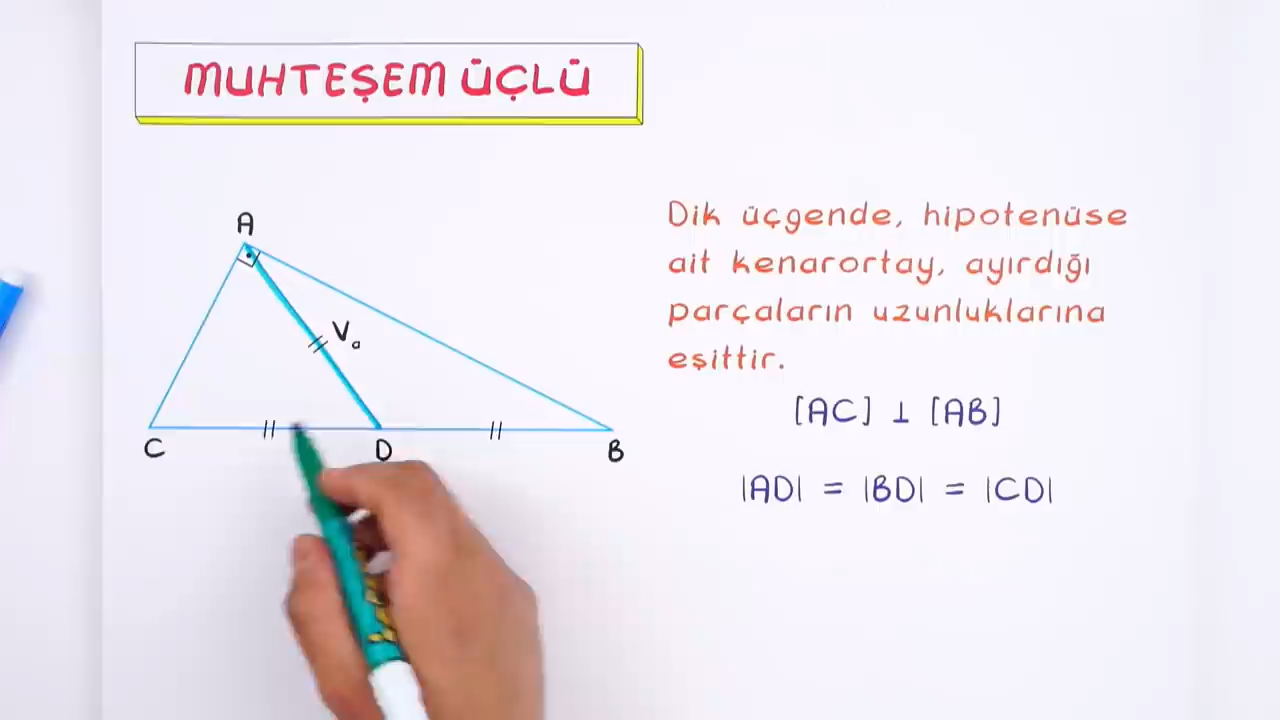 MUHTEŞEM ÜÇLÜ
A
Va
C
D
B
Dik üçgende, hipotenüse
ait kenarortay, ayırdığı
parçaların uzunluklarına
eşittir.
[AC] ⊥ [AB]
|AD| = |BD| = |CD|